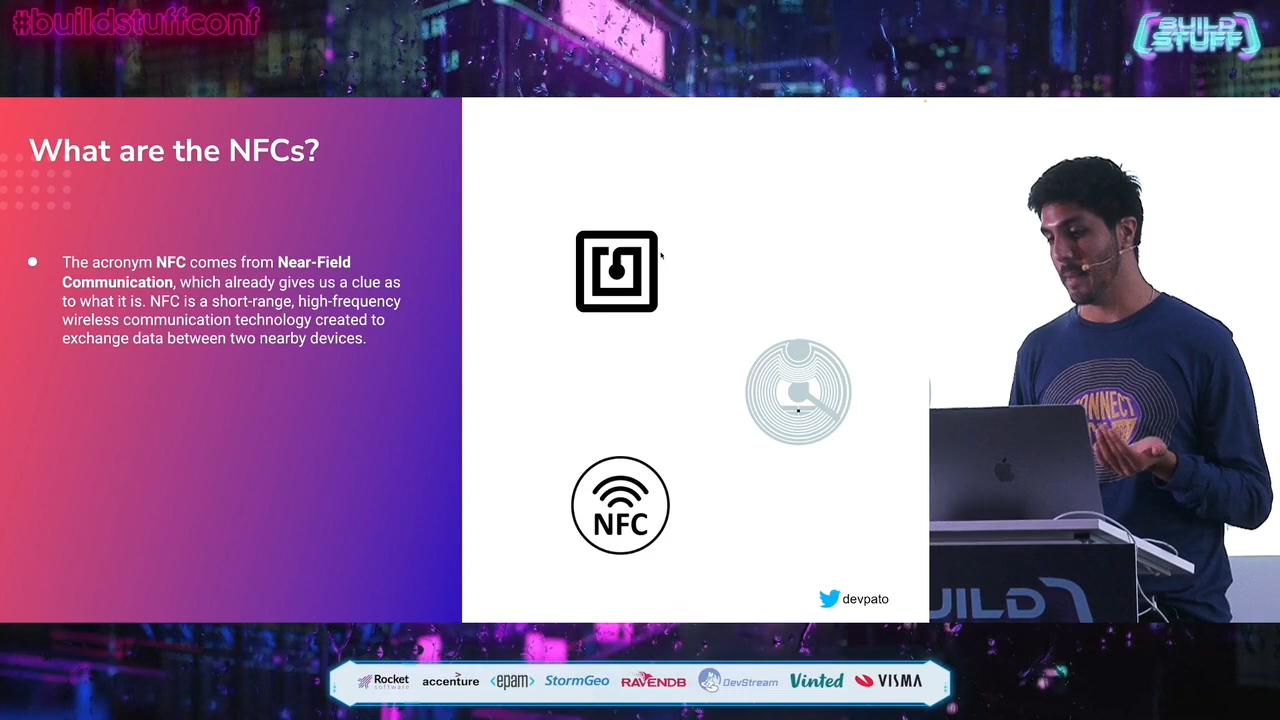 #buildstuffconf
BUILD
STUFF
What are the NFCs?
The acronym NFC comes from Near-Field
Communication, which already gives us a clue as
to what it is. NFC is a short-range, high-frequency
wireless communication technology created to
exchange data between two nearby devices.
NFC
devpato
UILD
Rocket
software
accenture
<epam>
StormGeo
RAVENDB
DevStream
Vinted
VISMA